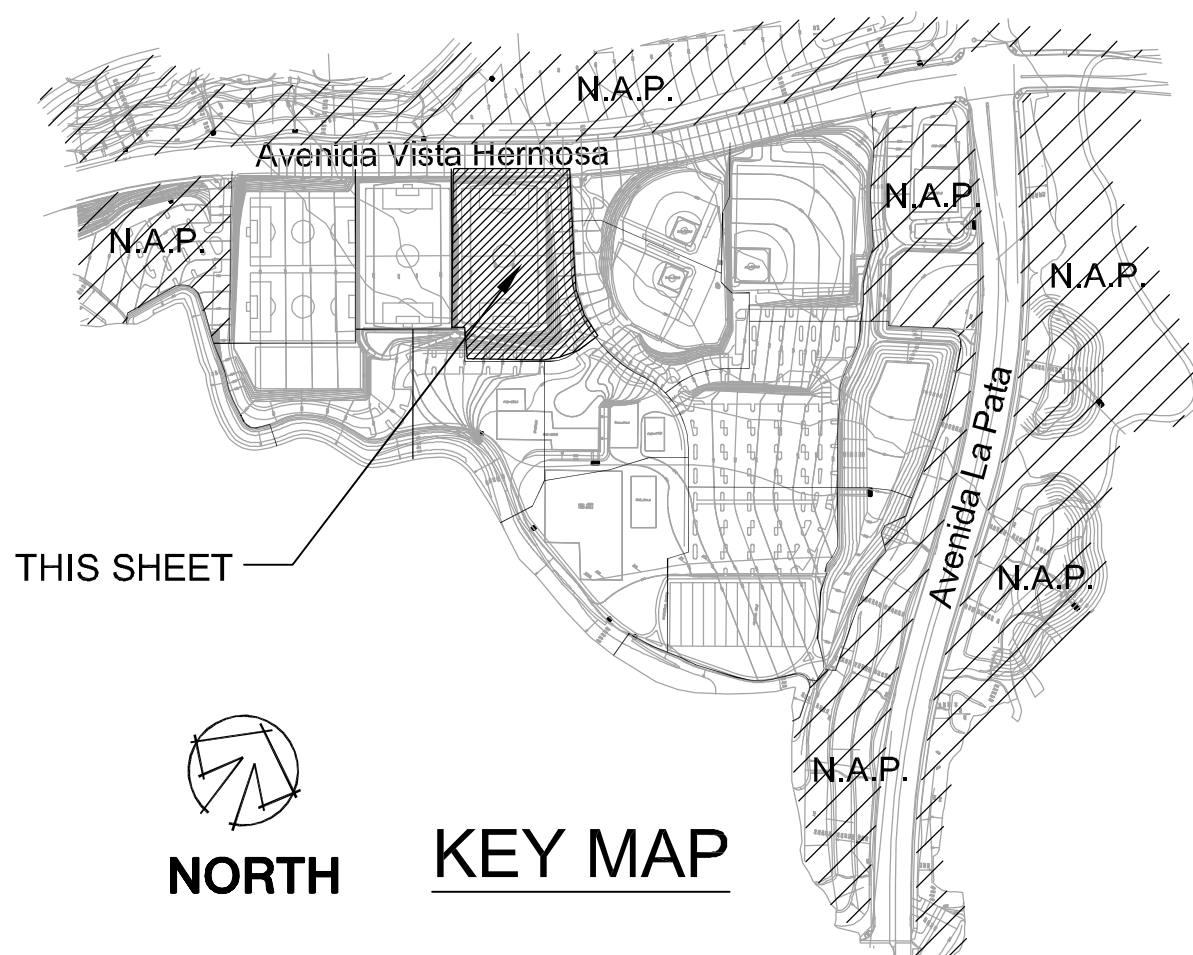 N.A.P.
Avenida Vista Hermosa
N.A.P.
N.A.P.
N.A.P.
Avenida La Pata
THIS SHEET
N.A.P.
N.A.P.
KEY MAP
NORTH